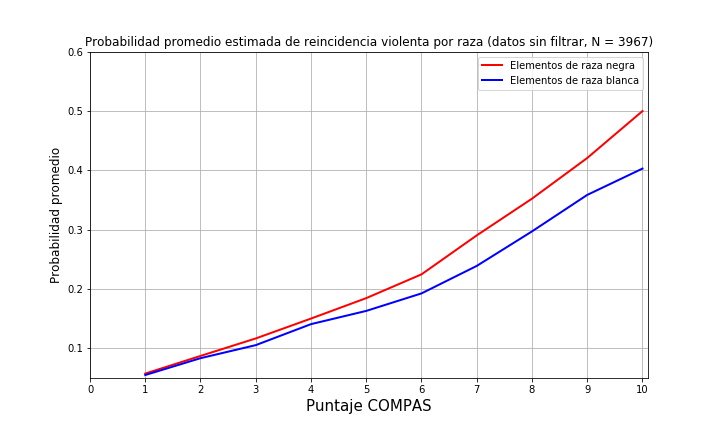 Probabilidad promedio estimada de reincidencia violenta por raza (datos sin filtrar, N = 3967)
Elementos de raza negra
Elementos de raza blanca
Probabilidad promedio
0.6
0.5
0.4
0.3
0.2
0.1
0 1 2 3 4 5 6 7 8 9 10
Puntaje COMPAS